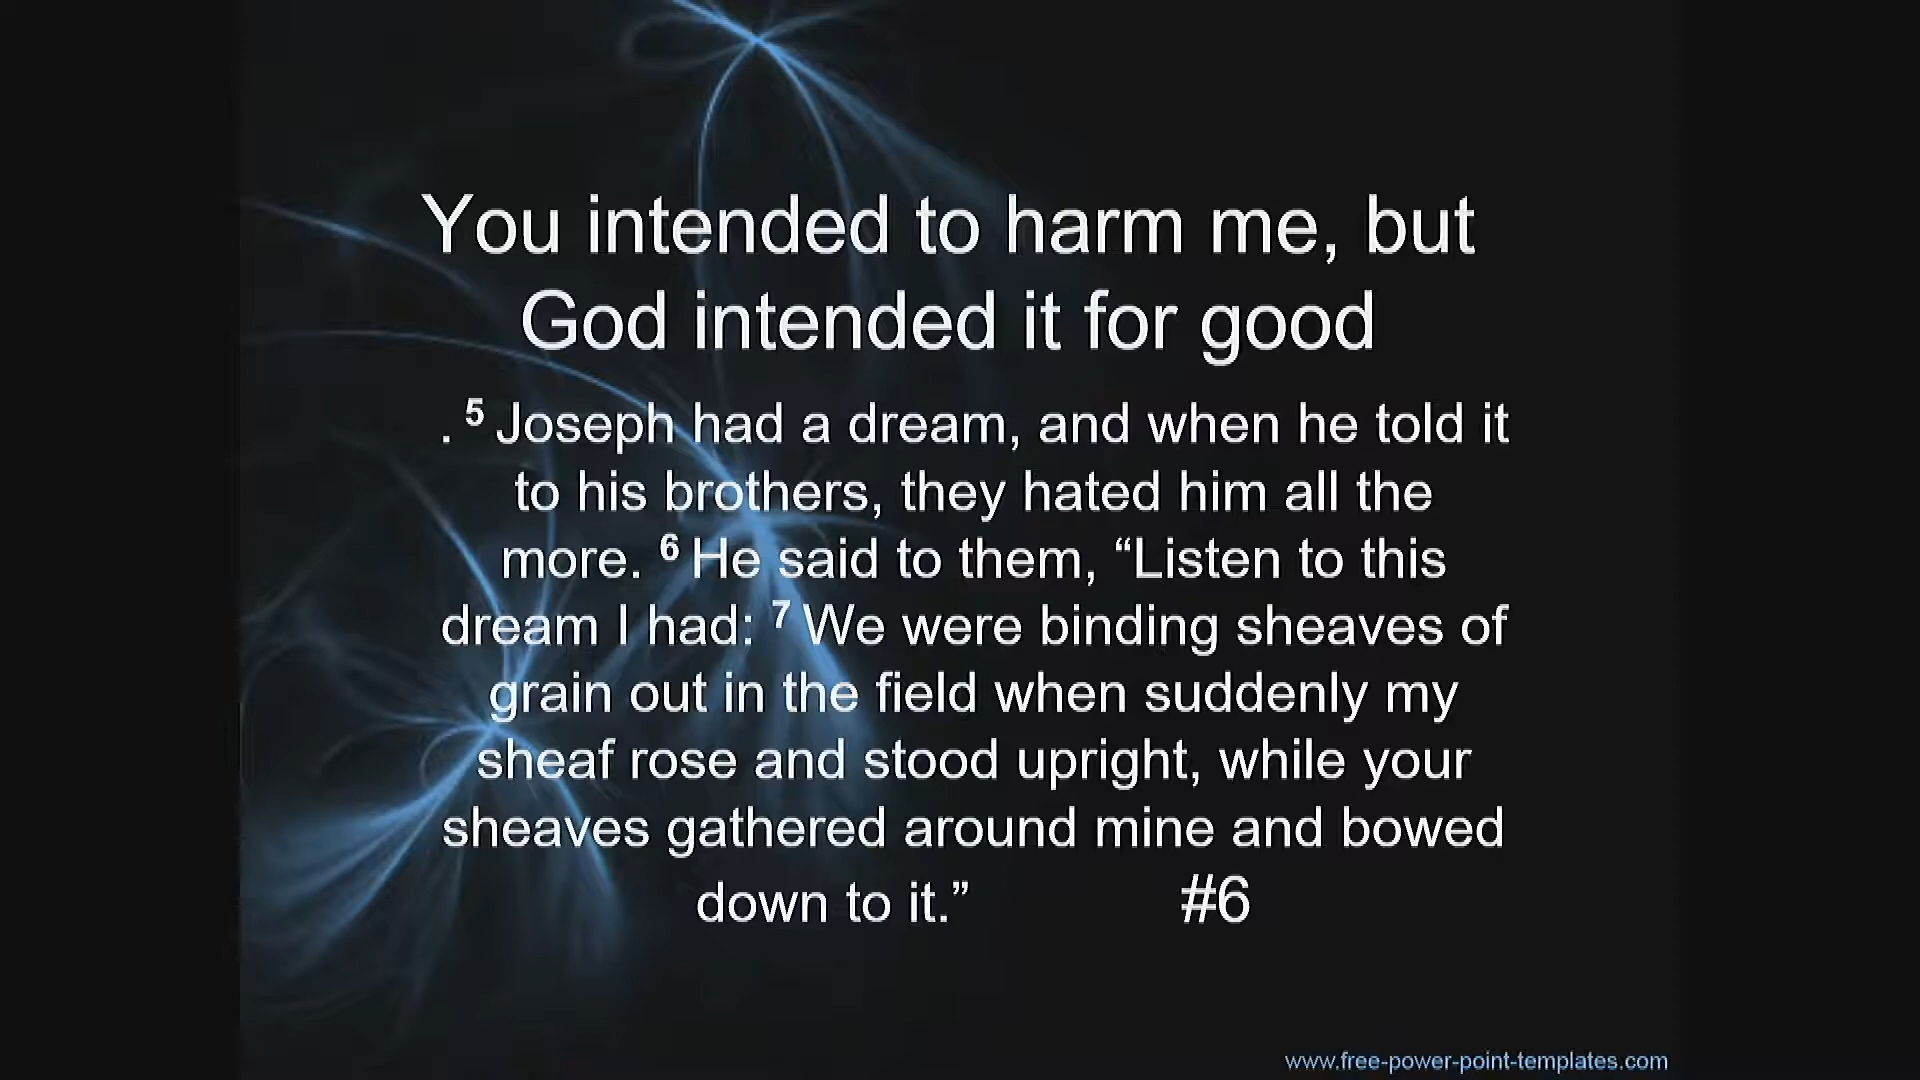 You intended to harm me, but
God intended it for good
. 5 Joseph had a dream, and when he told it
to his brothers, they hated him all the
more. 6 He said to them, “Listen to this
dream I had: 7 We were binding sheaves of
grain out in the field when suddenly my
sheaf rose and stood upright, while your
sheaves gathered around mine and bowed
down to it.” #6
www.free-power-point-templates.com